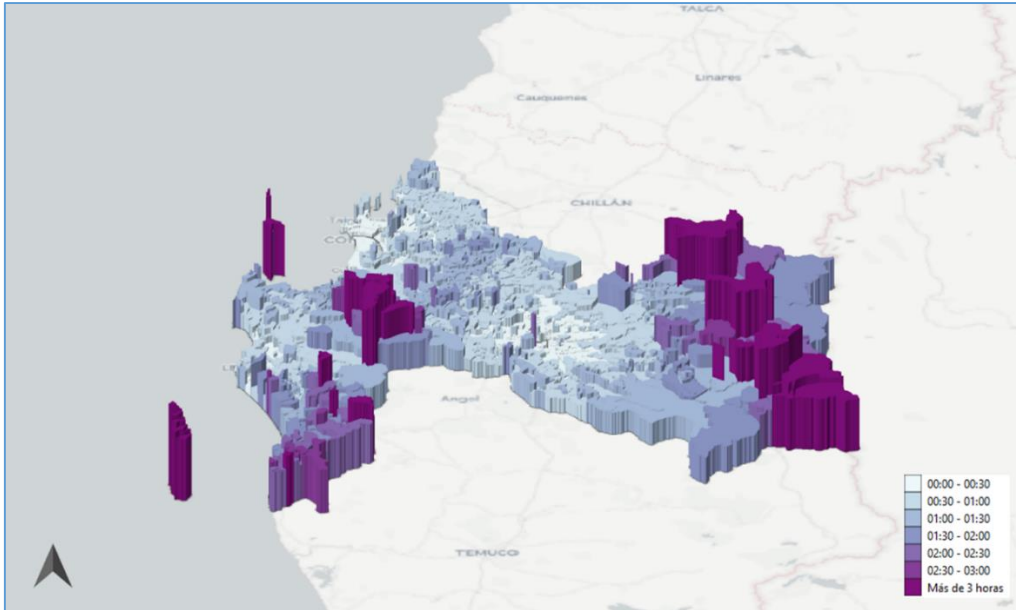 TALCA
Linares
Cauquenes
CHILLÁN
Angol
TEMUCO
00:00 - 00:30
00:30 - 01:00
01:00 - 01:30
01:30 - 02:00
02:00 - 02:30
02:30 - 03:00
Más de 3 horas